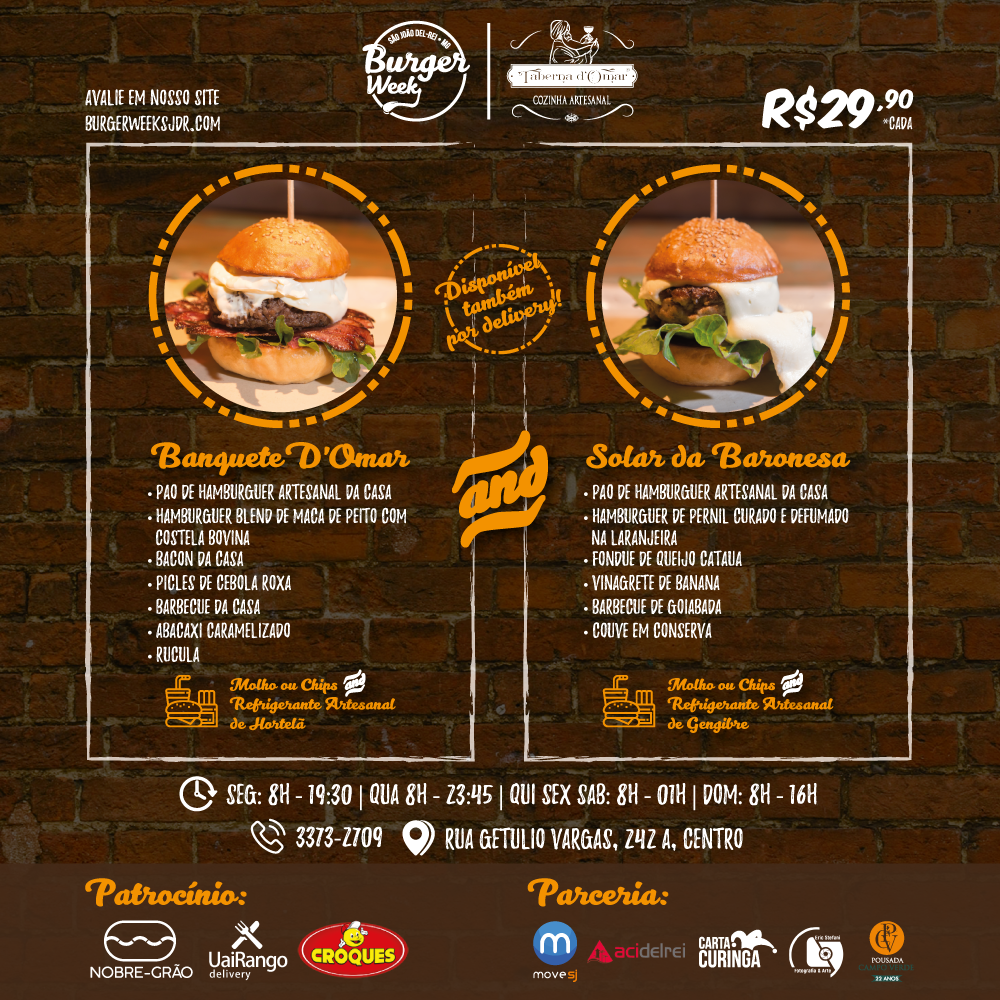 SÃO JOÃO DEL-REI • MG
Burger
Week
Taberna d'Omar
COZINHA ARTESANAL
AVALIE EM NOSSO SITE
BURGERWEEKSJDR.COM
R$29,90
*CADA
Disponível
também
por delivery!
Banquete D'Omar
• PAO DE HAMBURGUER ARTESANAL DA CASA
• HAMBURGUER BLEND DE MACA DE PEITO COM
COSTELA BOVINA
• BACON DA CASA
• PICLES DE CEBOLA ROXA
• BARBECUE DA CASA
• ABACAXI CARAMELIZADO
• RUCULA
Molho ou Chips and
Refrigerante Artesanal
de Hortelã
and
Solar da Baronesa
• PAO DE HAMBURGUER ARTESANAL DA CASA
• HAMBURGUER DE PERNIL CURADO E DEFUMADO
NA LARANJEIRA
• FONDUE DE QUEIJO CATAUA
• VINAGRETE DE BANANA
• BARBECUE DE GOIABADA
• COUVE EM CONSERVA
Molho ou Chips and
Refrigerante Artesanal
de Gengibre
SEG: 8H - 19:30 | QUA 8H - 23:45 | QUI SEX SAB: 8H - 01H | DOM: 8H - 16H
3373-2709 RUA GETULIO VARGAS, 242 A, CENTRO
Patrocínio:
NOBRE-GRÃO
UaiRango
delivery
CROQUES
Parceria:
m
movesj
acidelrei
CARTA
CURINGA
Eric Stefani
Fotografia & Arte
PCV
POUSADA
CAMPO VERDE
22 ANOS